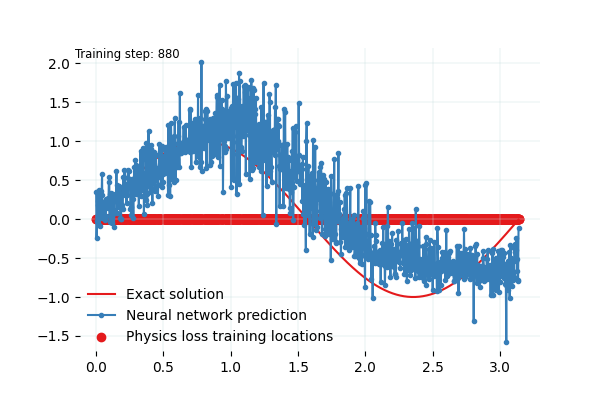 Training step: 880
2.0
1.5
1.0
0.5
0.0
−0.5
−1.0
−1.5
Exact solution
Neural network prediction
Physics loss training locations
0.0 0.5 1.0 1.5 2.0 2.5 3.0